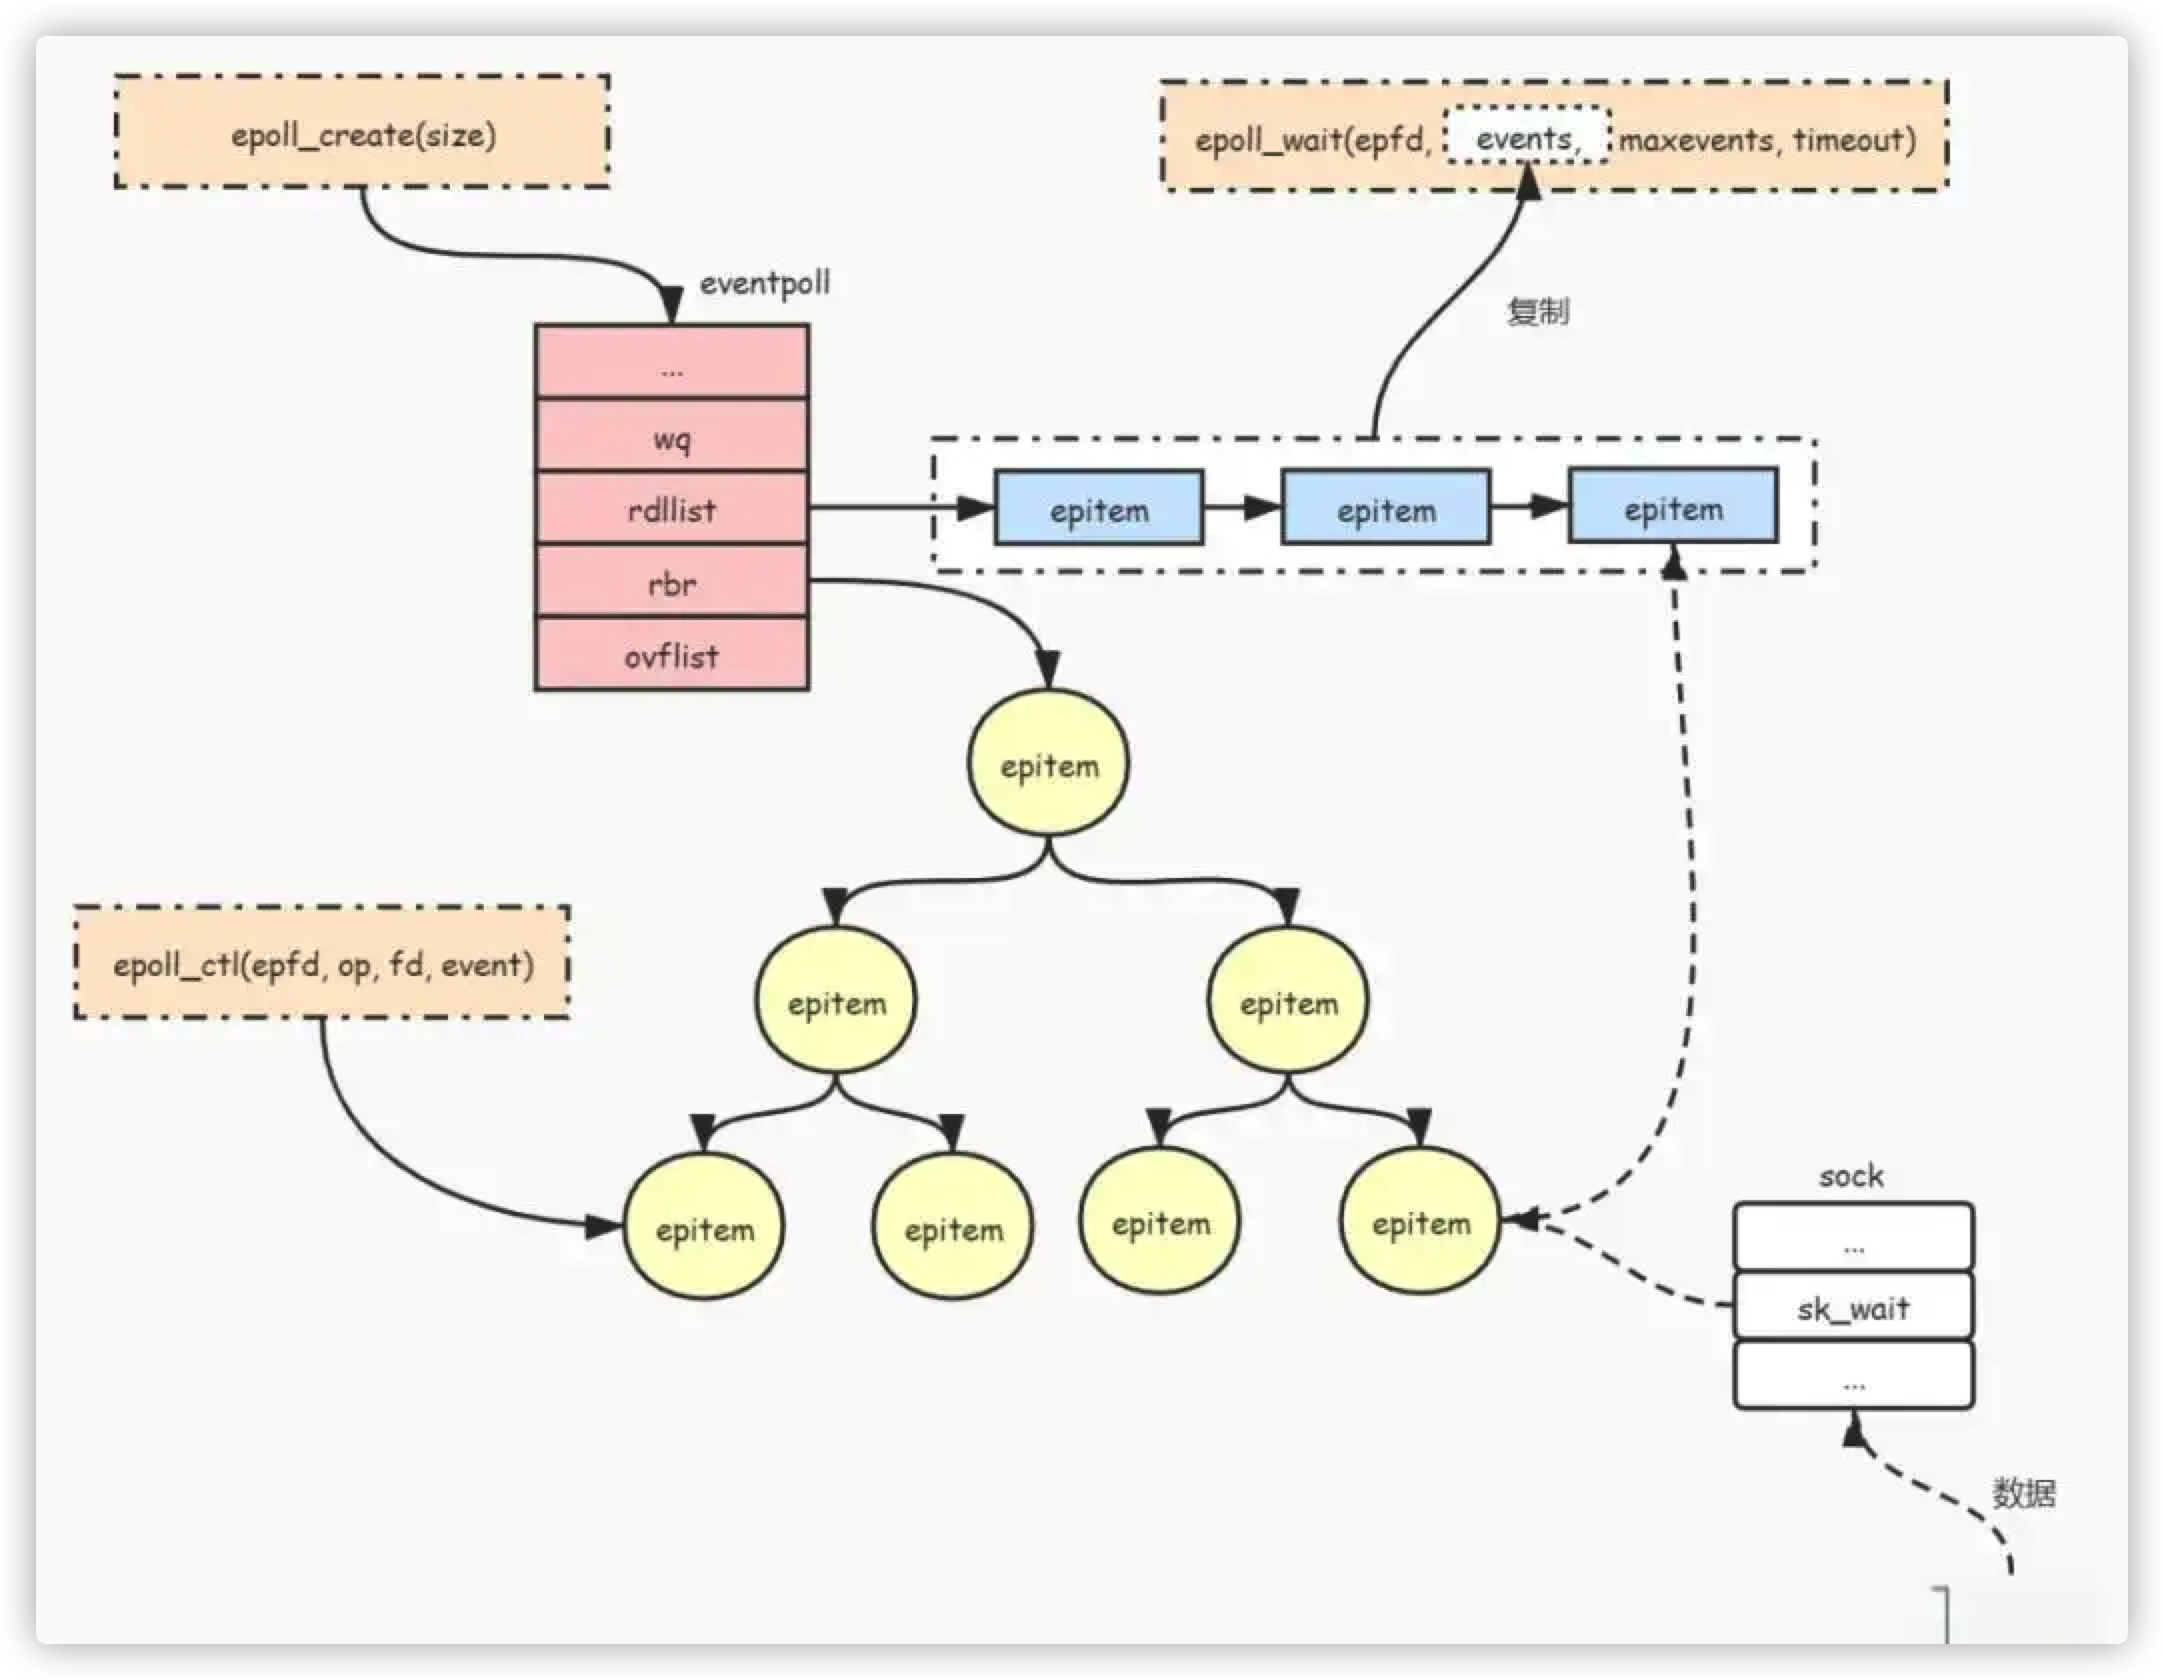 epoll_create(size)
epoll_wait(epfd, events, maxevents, timeout)
eventpoll
复制
...
wq
rdllist
rbr
ovflist
epitem
epitem
epitem
epitem
epoll_ctl(epfd, op, fd, event)
epitem
epitem
epitem
epitem
epitem
epitem
sock
...
sk_wait
...
数据